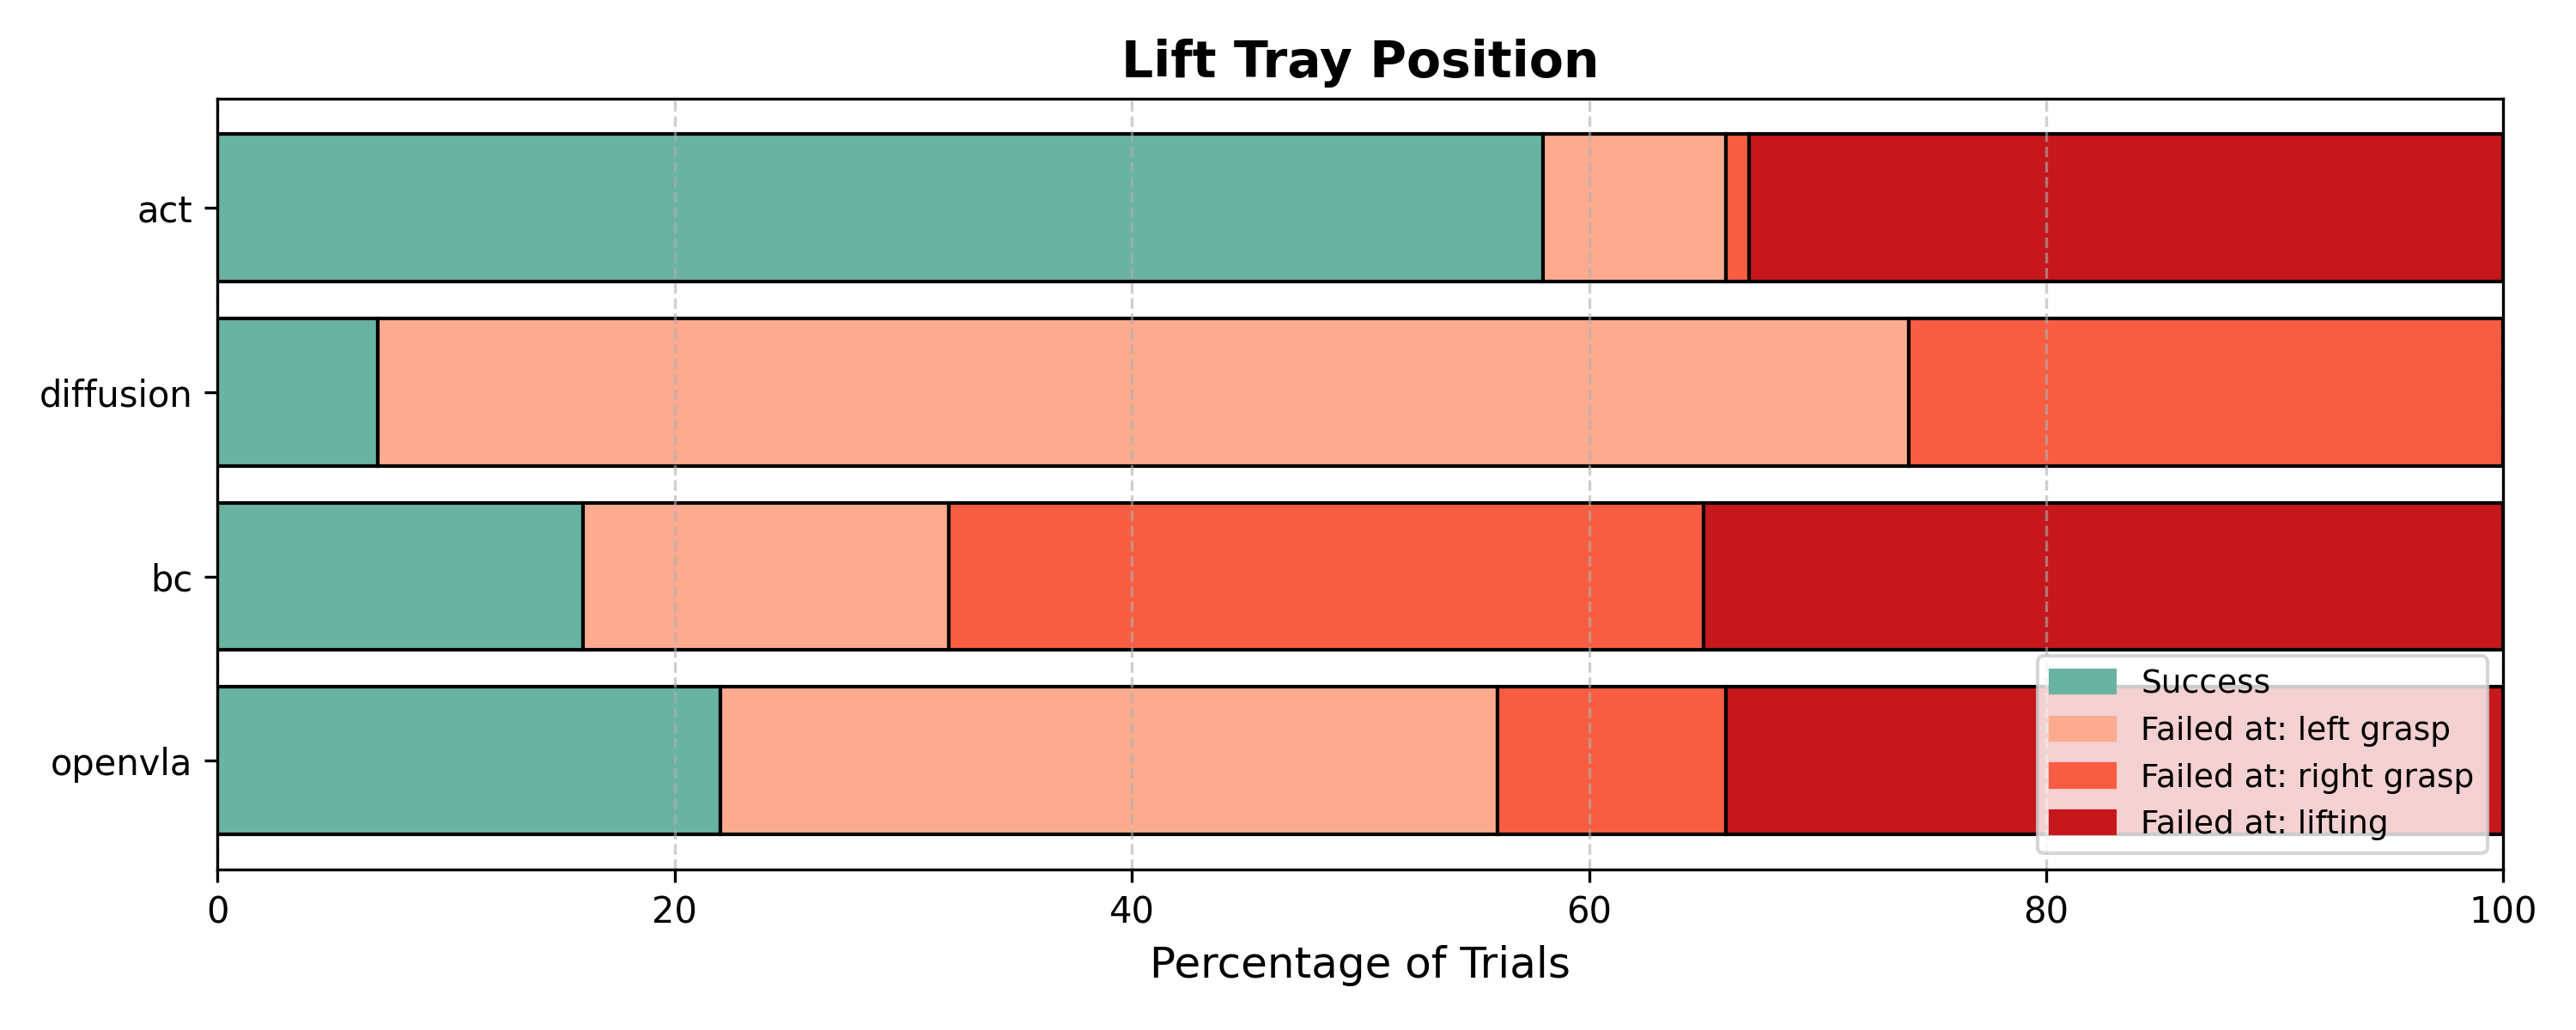 Lift Tray Position
act
diffusion
bc
openvla
Success
Failed at: left grasp
Failed at: right grasp
Failed at: lifting
0 20 40 60 80 100
Percentage of Trials